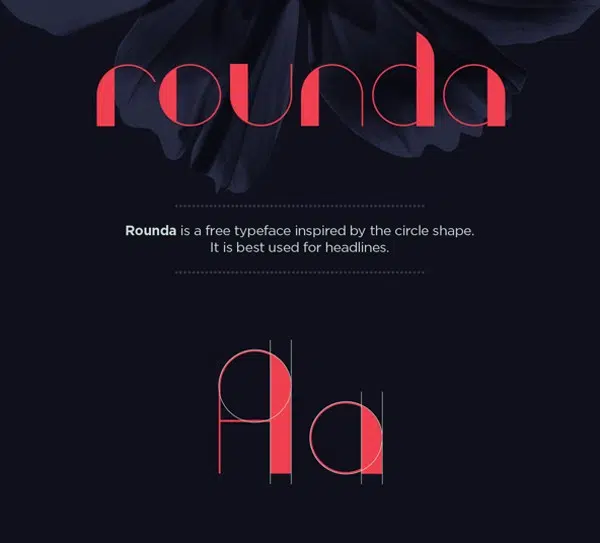 rounda
Rounda is a free typeface inspired by the circle shape.
It is best used for headlines.
Aa